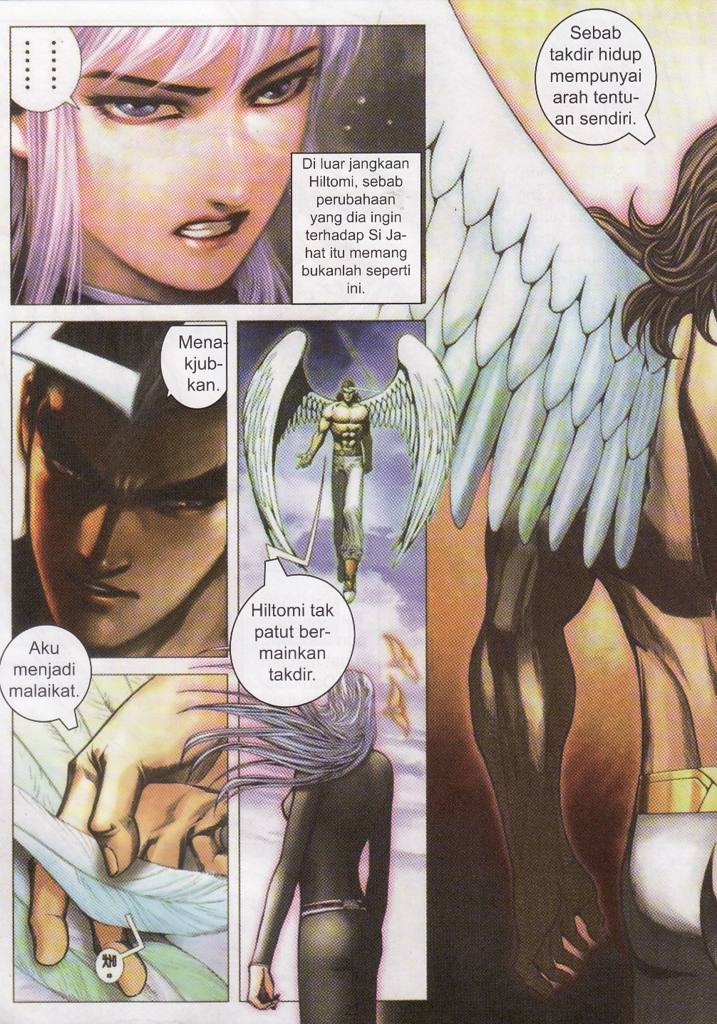 Di luar jangkaan
Hiltomi, sebab
perubahaan
yang dia ingin
terhadap Si Ja-
hat itu memang
bukanlah seperti
ini.
Sebab
takdir hidup
mempunyai
arah tentu-
an sendiri.
Mena-
kjub-
kan.
Hiltomi tak
patut ber-
mainkan
takdir.
Aku
menjadi
malaikat.